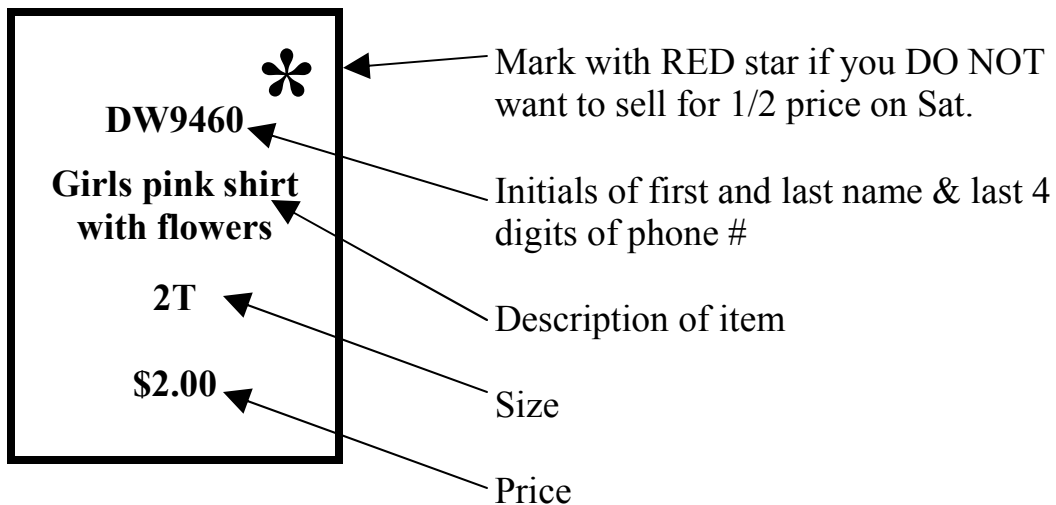 *
DW9460
Girls pink shirt
with flowers
2T
$2.00
Mark with RED star if you DO NOT
want to sell for 1/2 price on Sat.
Initials of first and last name & last 4
digits of phone #
Description of item
Size
Price